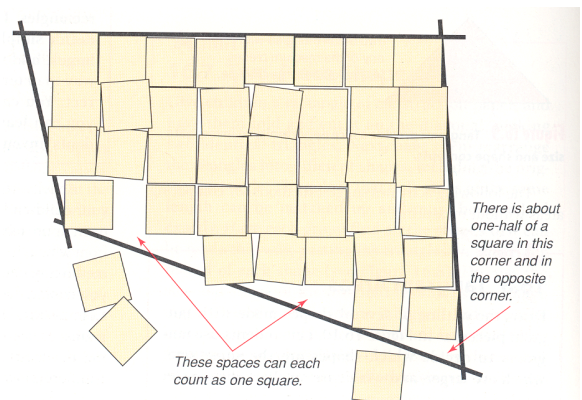 There is about
one-half of a
square in this
corner and in
the opposite
corner.
These spaces can each
count as one square.